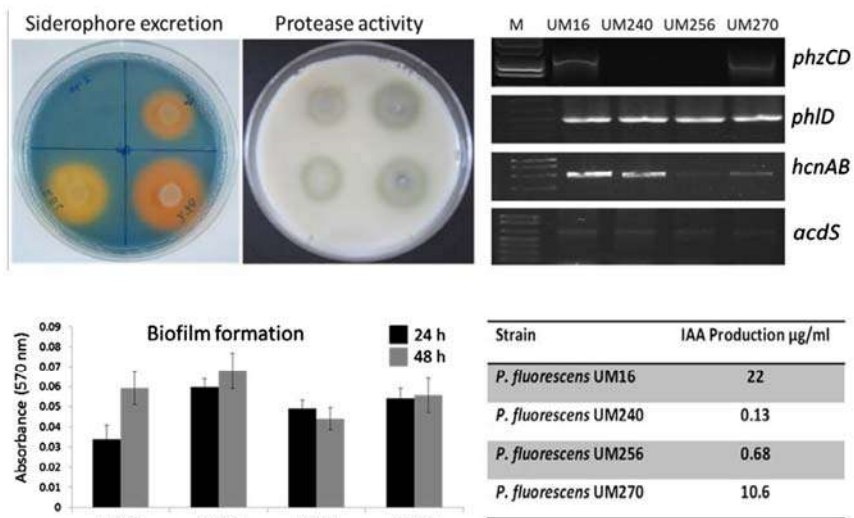 Siderophore excretion
Protease activity
M UM16 UM240 UM256 UM270
phzCD
phlD
hcnAB
acdS
Biofilm formation
24 h
48 h
Absorbance (570 nm)
0.09
0.08
0.07
0.06
0.05
0.04
0.03
0.02
0.01
0
Strain IAA Production µg/ml
P. fluorescens UM16 22
P. fluorescens UM240 0.13
P. fluorescens UM256 0.68
P. fluorescens UM270 10.6